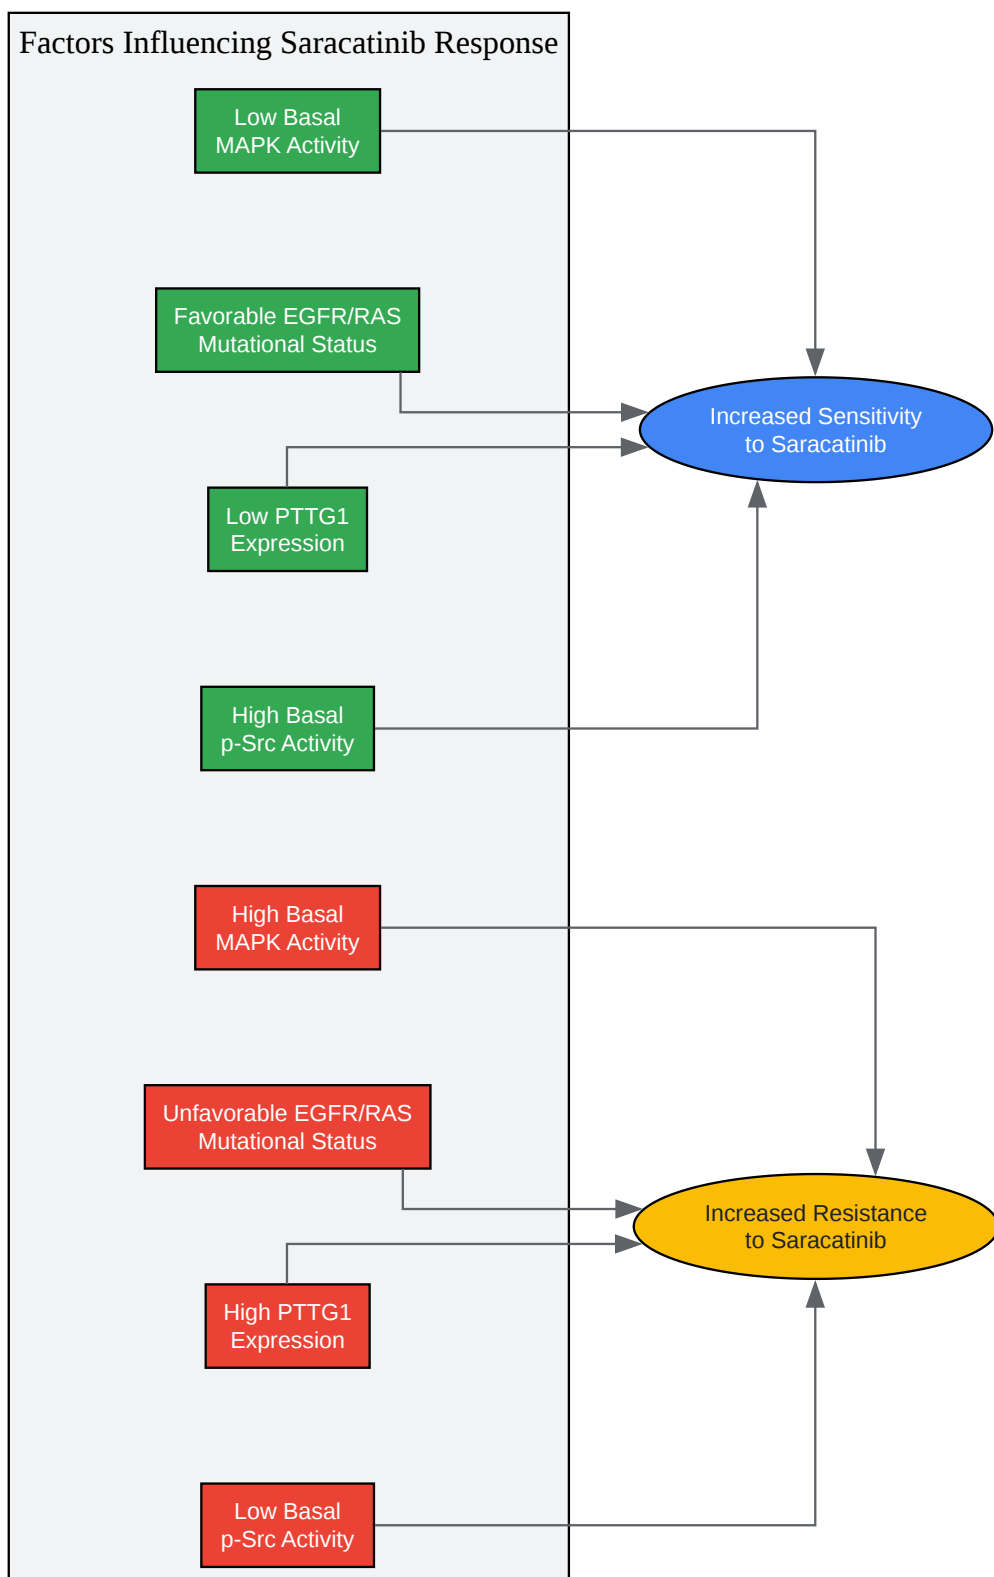 Factors Influencing Saracatinib Response
Low Basal
MAPK Activity
Favorable EGFR/RAS
Mutational Status
Increased Sensitivity
to Saracatinib
Low PTTG1
Expression
High Basal
p-Src Activity
High Basal
MAPK Activity
Unfavorable EGFR/RAS
Mutational Status
Increased Resistance
to Saracatinib
High PTTG1
Expression
Low Basal
p-Src Activity